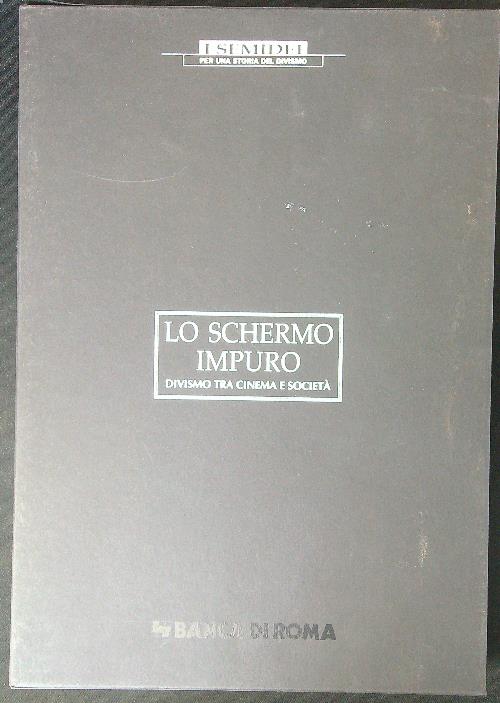 I SEMIDEI
PER UNA STORIA DEL DIVISMO
LO SCHERMO
IMPURO
DIVISMO TRA CINEMA E SOCIETÀ
BANCA DI ROMA